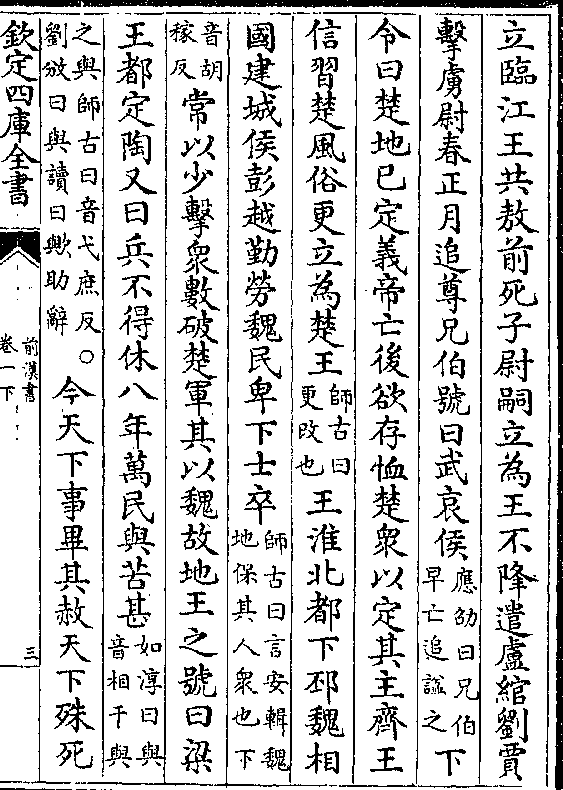 立臨江王共敖前死子尉嗣立為王不降遣盧綰劉賈
擊虜尉春正月追尊兄伯號曰武哀侯應劭曰兄伯早亡追諡之下
令曰楚地已定義帝亡後欲存恤楚衆以定其主齊王
信習楚風俗更立為楚王師古曰更改也王淮北都下邳魏相
國建城侯彭越勤勞魏民卑下士卒師古曰言安輯魏地保其人衆也下
音胡稼反常以少擊衆數破楚軍其以魏故地王之號曰梁
王都定陶又曰兵不得休八年萬民與苦甚如淳曰與音相干與
之與師古曰音弋庶反劉攽曰與讀曰歟助辭○今天下事畢其赦天下殊死
欽定四庫全書
前漢書
卷一下
三